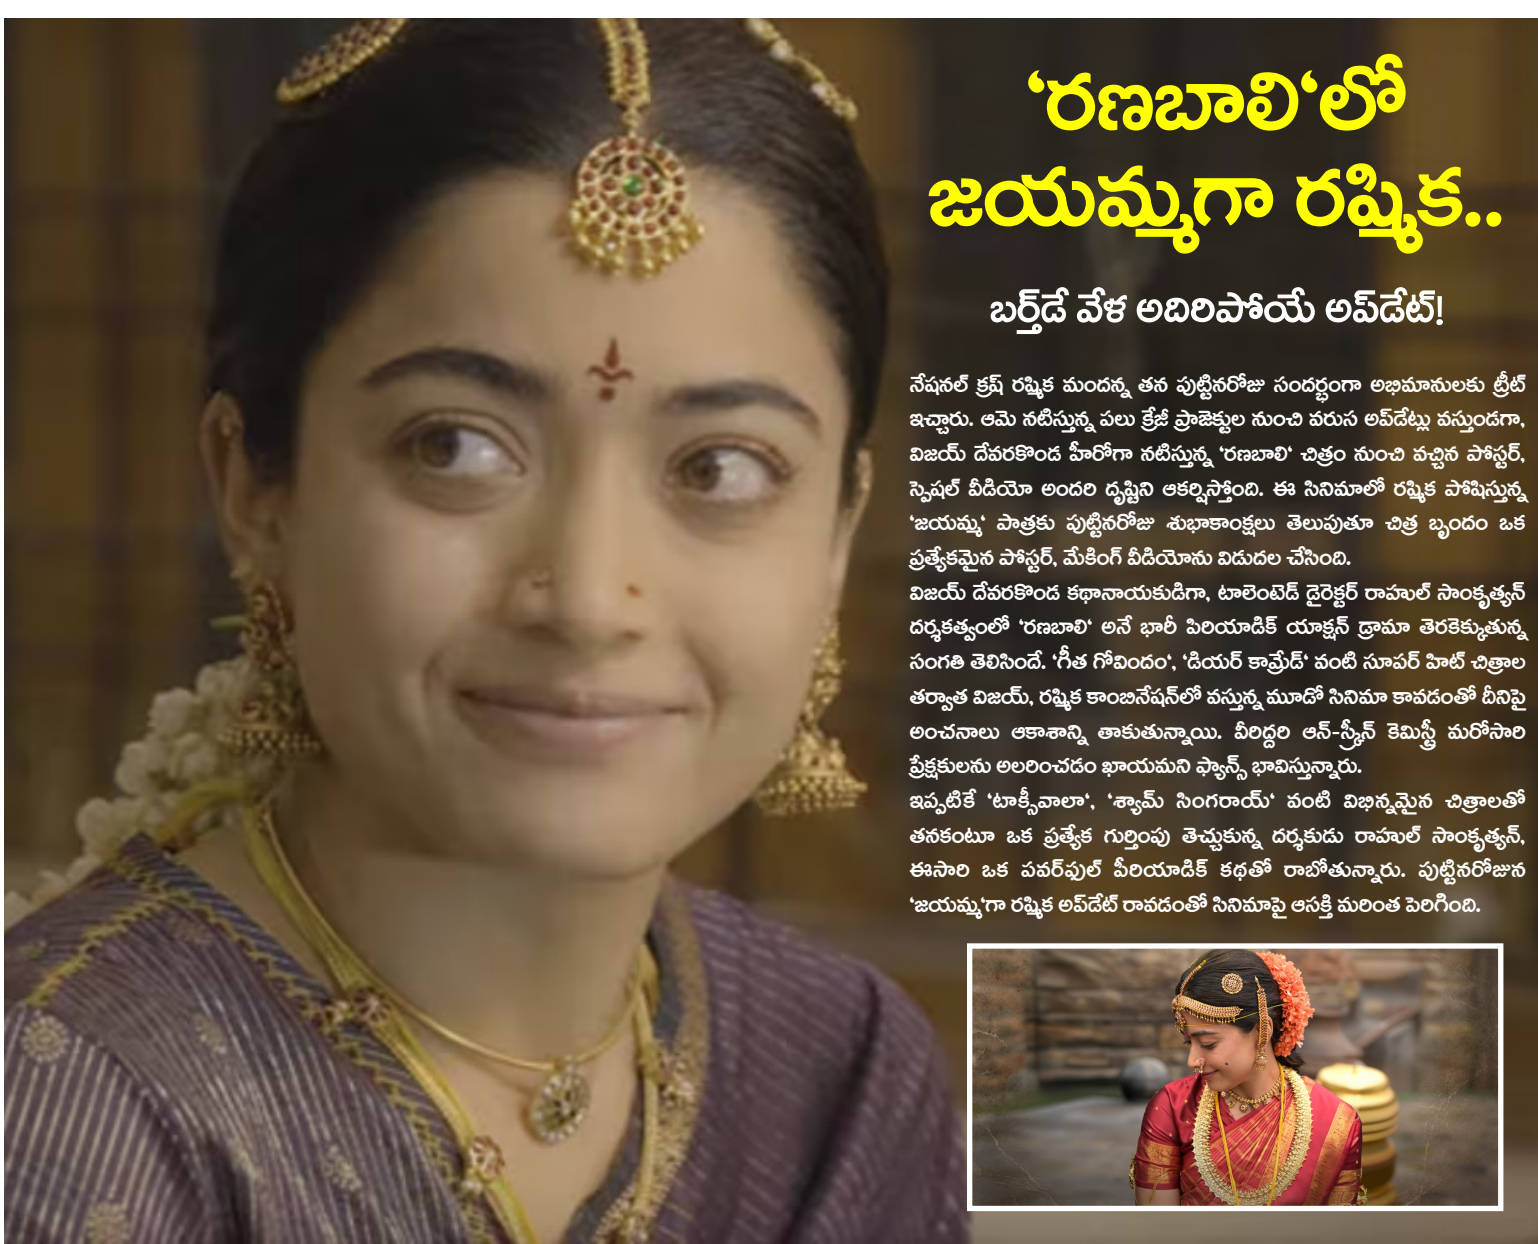 ‘రణబాలి‘లో
జయమ్మగా రష్మిక..
బర్త్‌డే వేళ అదిరిపోయే అప్‌డేట్!
నేషనల్ క్రష్ రష్మిక మందన్న తన పుట్టినరోజు సందర్భంగా అభిమానులకు ట్రీట్
ఇచ్చారు. ఆమె నటిస్తున్న పలు క్రేజీ ప్రాజెక్టుల నుంచి వరుస అప్‌డేట్లు వస్తుండగా,
విజయ్ దేవరకొండ హీరోగా నటిస్తున్న ‘రణబాలి‘ చిత్రం నుంచి వచ్చిన పోస్టర్,
స్పెషల్ వీడియో అందరి దృష్టిని ఆకర్షిస్తోంది. ఈ సినిమాలో రష్మిక పోషిస్తున్న
‘జయమ్మ‘ పాత్రకు పుట్టినరోజు శుభాకాంక్షలు తెలుపుతూ చిత్ర బృందం ఒక
ప్రత్యేకమైన పోస్టర్, మేకింగ్ వీడియోను విడుదల చేసింది.
విజయ్ దేవరకొండ కథానాయకుడిగా, టాలెంటెడ్ డైరెక్టర్ రాహుల్ సాంకృత్యన్
దర్శకత్వంలో ‘రణబాలి‘ అనే భారీ పిరియాడిక్ యాక్షన్ డ్రామా తెరకెక్కుతున్న
సంగతి తెలిసిందే. ‘గీత గోవిందం‘, ‘డియర్ కామ్రేడ్‘ వంటి సూపర్ హిట్ చిత్రాల
తర్వాత విజయ్, రష్మిక కాంబినేషన్‌లో వస్తున్న మూడో సినిమా కావడంతో దీనిపై
అంచనాలు ఆకాశాన్ని తాకుతున్నాయి. వీరిద్దరి ఆన్-స్క్రీన్ కెమిస్ట్రీ మరోసారి
ప్రేక్షకులను అలరించడం ఖాయమని ఫ్యాన్స్ భావిస్తున్నారు.
ఇప్పటికే ‘టాక్సీవాలా‘, ‘శ్యామ్ సింగరాయ్‘ వంటి విభిన్నమైన చిత్రాలతో
తనకంటూ ఒక ప్రత్యేక గుర్తింపు తెచ్చుకున్న దర్శకుడు రాహుల్ సాంకృత్యన్,
ఈసారి ఒక పవర్‌ఫుల్ పీరియాడిక్ కథతో రాబోతున్నారు. పుట్టినరోజున
‘జయమ్మ‘గా రష్మిక అప్‌డేట్ రావడంతో సినిమాపై ఆసక్తి మరింత పెరిగింది.